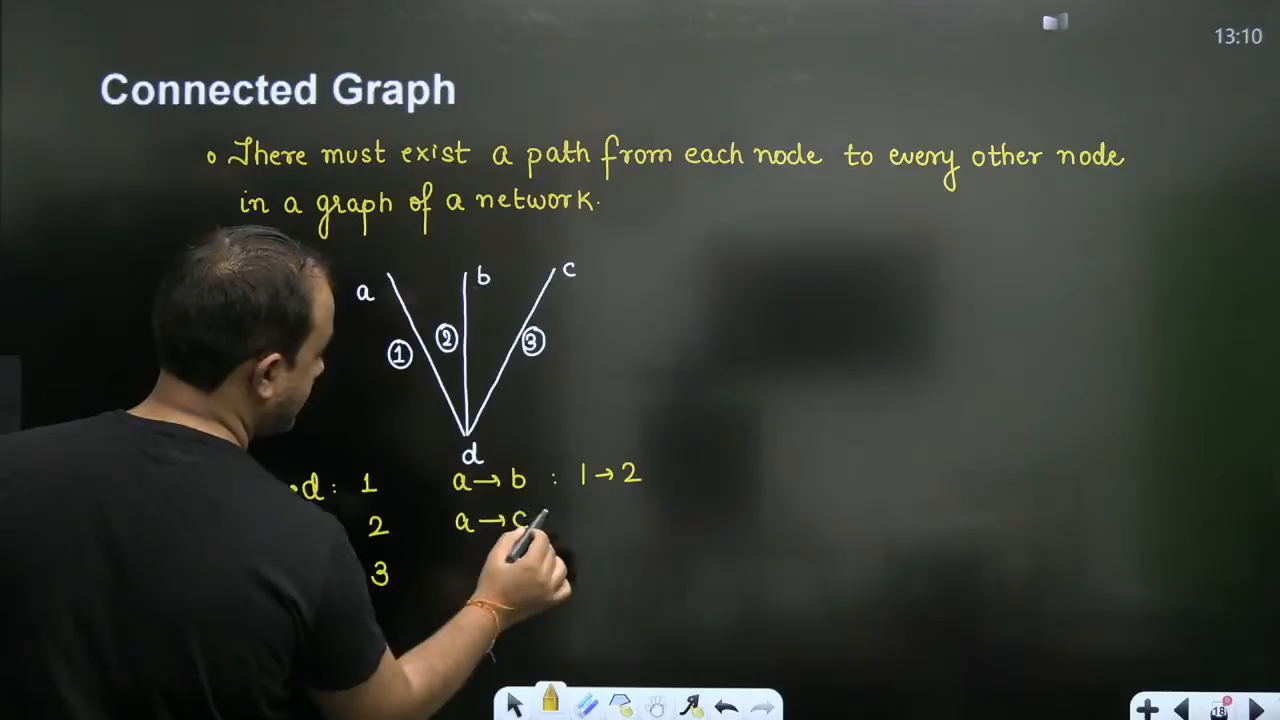 13:10
Connected Graph
There must exist a path from each node to every other node
in a graph of a network.
a b c
1 2 3
d
d : 1 a → b : 1 → 2
2 a → c
3
18